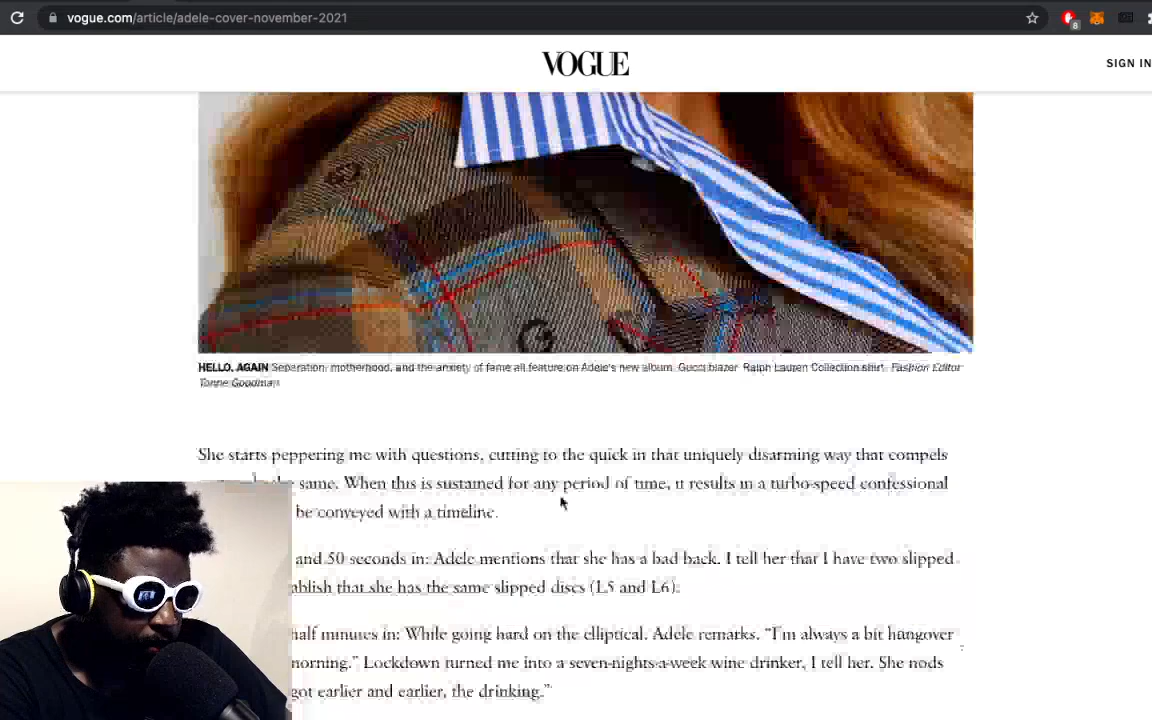 vogue.com/article/adele-cover-november-2021
8
VOGUE
SIGN IN
HELLO, AGAIN Separation, motherhood, and the anxiety of fame all feature on Adele's new album. Gucci blazer. Ralph Lauren Collection shirt. Fashion Editor
Tonne Goodman.
She starts peppering me with questions, cutting to the quick in that uniquely disarming way that compels
same. When this is sustained for any period of time, it results in a turbo-speed confessional
be conveyed with a timeline.
and 50 seconds in: Adele mentions that she has a bad back. I tell her that I have two slipped
ablish that she has the same slipped discs (L5 and L6).
half minutes in: While going hard on the elliptical, Adele remarks, “I'm always a bit hungover
morning.” Lockdown turned me into a seven-nights-a-week wine drinker, I tell her. She nods
got earlier and earlier, the drinking.”